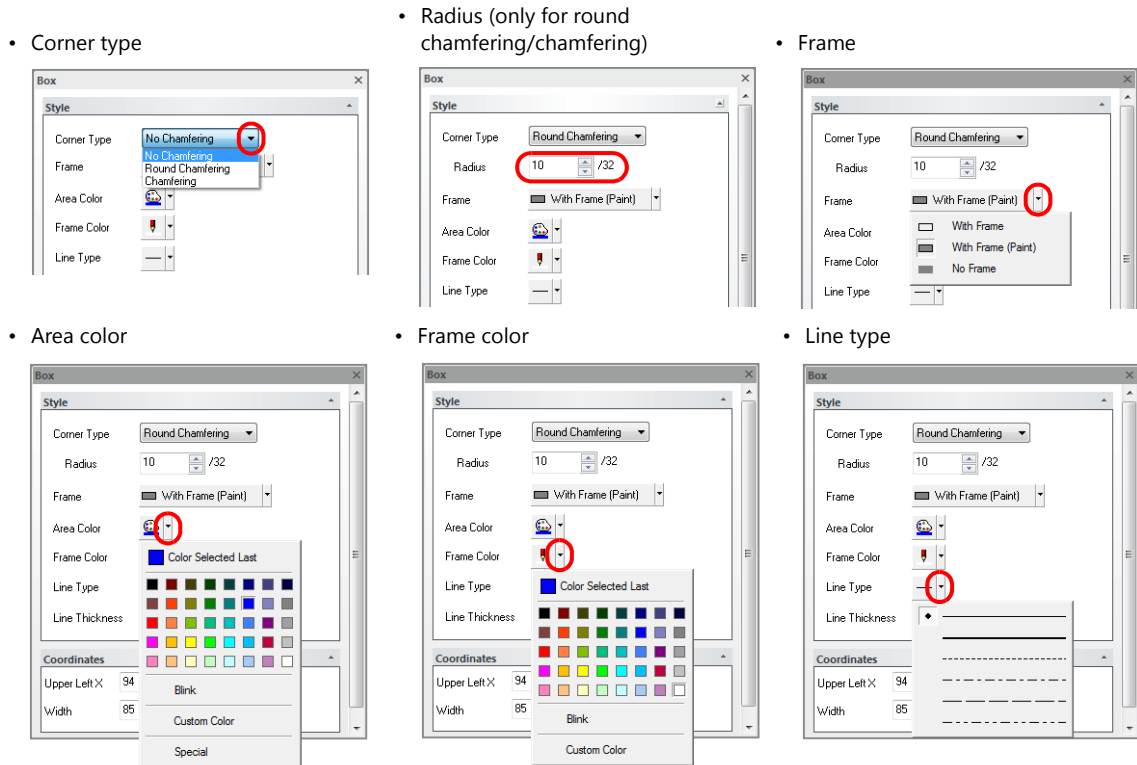 • Corner type
Box
Style
Corner Type No Chamfering
No Chamfering
Round Chamfering
Chamfering
Frame
Area Color
Frame Color
Line Type
• Radius (only for round
chamfering/chamfering)
Box
Style
Corner Type Round Chamfering
Radius 10 /32
Frame With Frame (Paint)
Area Color
Frame Color
Line Type
• Frame
Box
Style
Corner Type Round Chamfering
Radius 10 /32
Frame With Frame (Paint)
With Frame
With Frame (Paint)
No Frame
Area Color
Frame Color
Line Type
• Area color
Box
Style
Corner Type Round Chamfering
Radius 10 /32
Frame With Frame (Paint)
Area Color
Frame Color
Color Selected Last
Line Type
Line Thickness
Coordinates
Upper Left X 94
Width 85
Blink
Custom Color
Special
• Frame color
Box
Style
Corner Type Round Chamfering
Radius 10 /32
Frame With Frame (Paint)
Area Color
Frame Color
Line Type
Color Selected Last
Line Thickness
Coordinates
Upper Left X 94
Width 85
Blink
Custom Color
• Line type
Box
Style
Corner Type Round Chamfering
Radius 10 /32
Frame With Frame (Paint)
Area Color
Frame Color
Line Type
Line Thickness
Coordinates
Upper Left X 94
Width 85